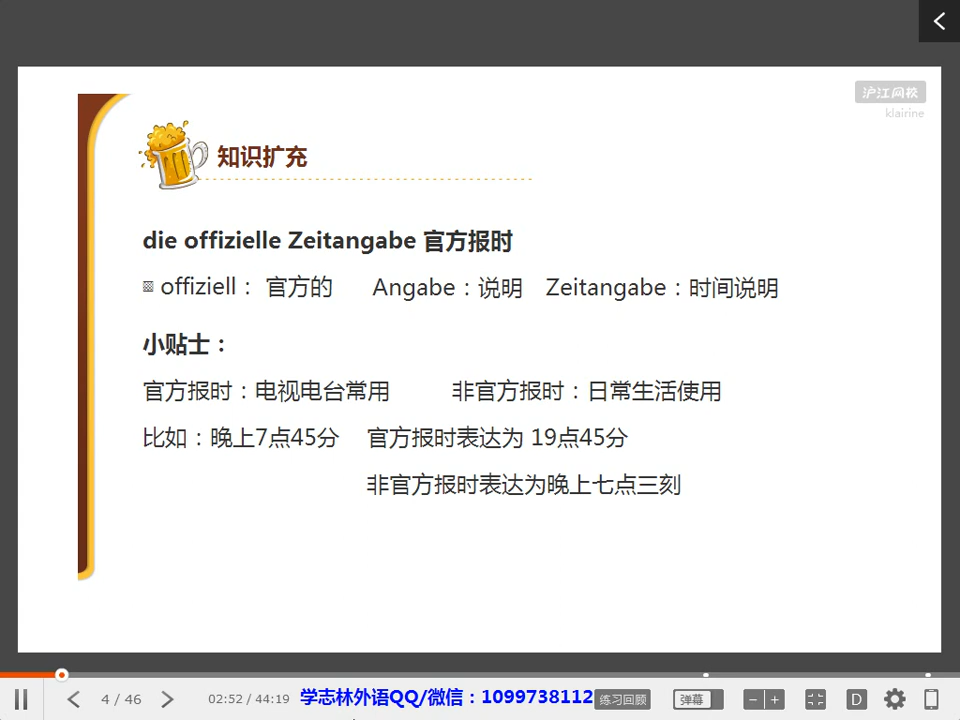 沪江网校
klairine
知识扩充
die offizielle Zeitangabe 官方报时
offiziell： 官方的 Angabe：说明 Zeitangabe：时间说明
小贴士：
官方报时：电视电台常用 非官方报时：日常生活使用
比如：晚上7点45分 官方报时表达为 19点45分
非官方报时表达为晚上七点三刻
4 / 46 02:52 / 44:19 学志林外语QQ/微信：1099738112 练习回顾 弹幕 D